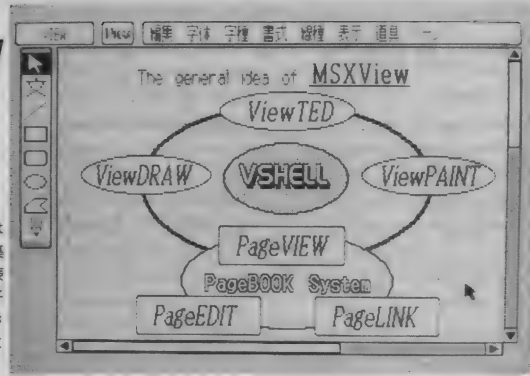 編集 字体 字種 書式 線種 表示 道具
The general idea of MSXView
ViewTED
ViewDRAW
VSHELL
ViewPAINT
PageVIEW
PageBOOK System
PageEDIT
PageLINK
文